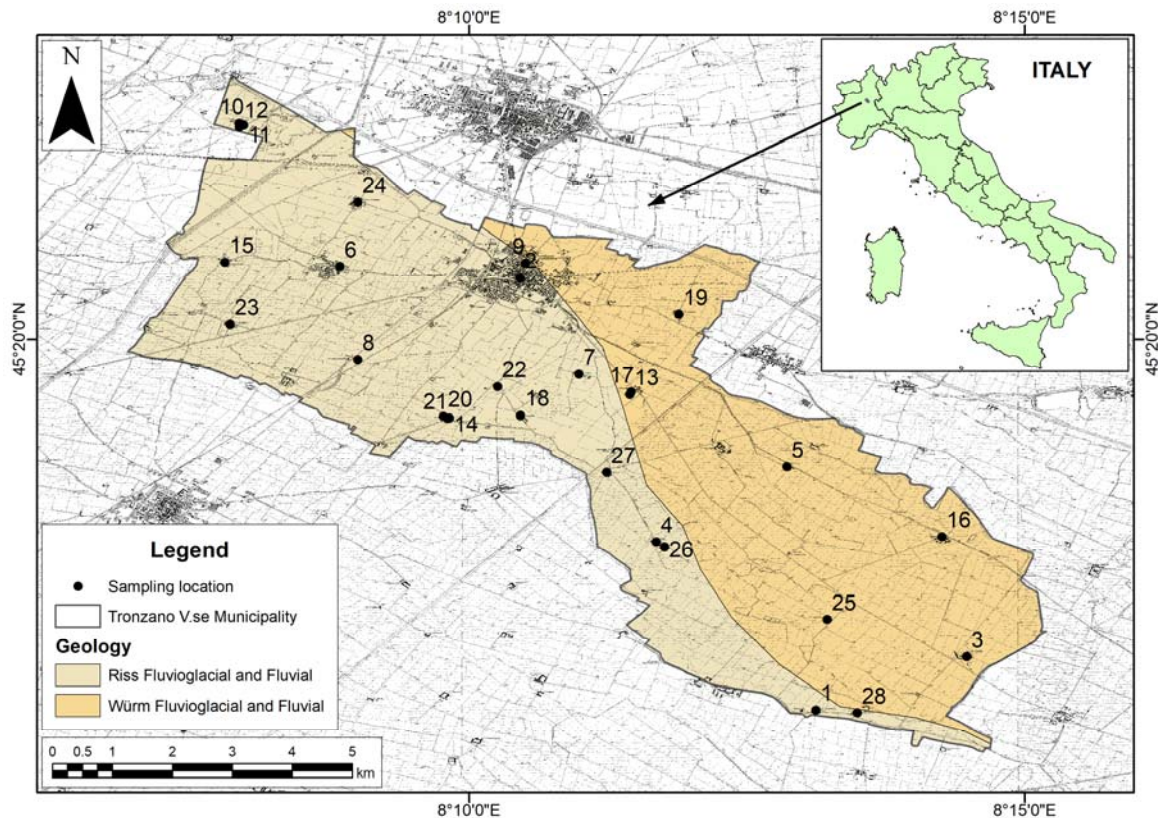 8°10'0"E
8°15'0"E
N
ITALY
10
12
11
24
15
6
9
2
19
23
45°20'0"N
45°20'0"N
8
7
22
17
13
21
20
18
14
5
27
4
26
16
25
3
1
28
Legend
Sampling location
Tronzano V.se Municipality
Geology
Riss Fluvioglacial and Fluvial
Würm Fluvioglacial and Fluvial
0 0.5 1 2 3 4 5
km
8°10'0"E
8°15'0"E